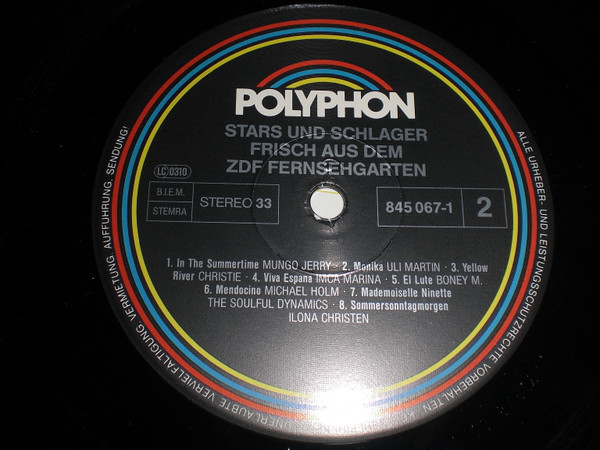 POLYPHON
STARS UND SCHLAGER
FRISCH AUS DEM
ZDF FERNSEHGARTEN
LC 0310
B.I.E.M.
STEMRA
STEREO 33
845 067-1
2
1. In The Summertime MUNGO JERRY · 2. Monika ULI MARTIN · 3. Yellow
River CHRISTIE · 4. Viva Espana IMCA MARINA · 5. El Lute BONEY M.
6. Mendocino MICHAEL HOLM · 7. Mademoiselle Ninette
THE SOULFUL DYNAMICS · 8. Sommersonntagmorgen
ILONA CHRISTEN
ALLE URHEBER- UND LEISTUNGSSCHUTZRECHTE VORBEHALTEN
UNERLAUBTE VERVIELFÄLTIGUNG, VERMIETUNG, AUFFÜHRUNG, SENDUNG!